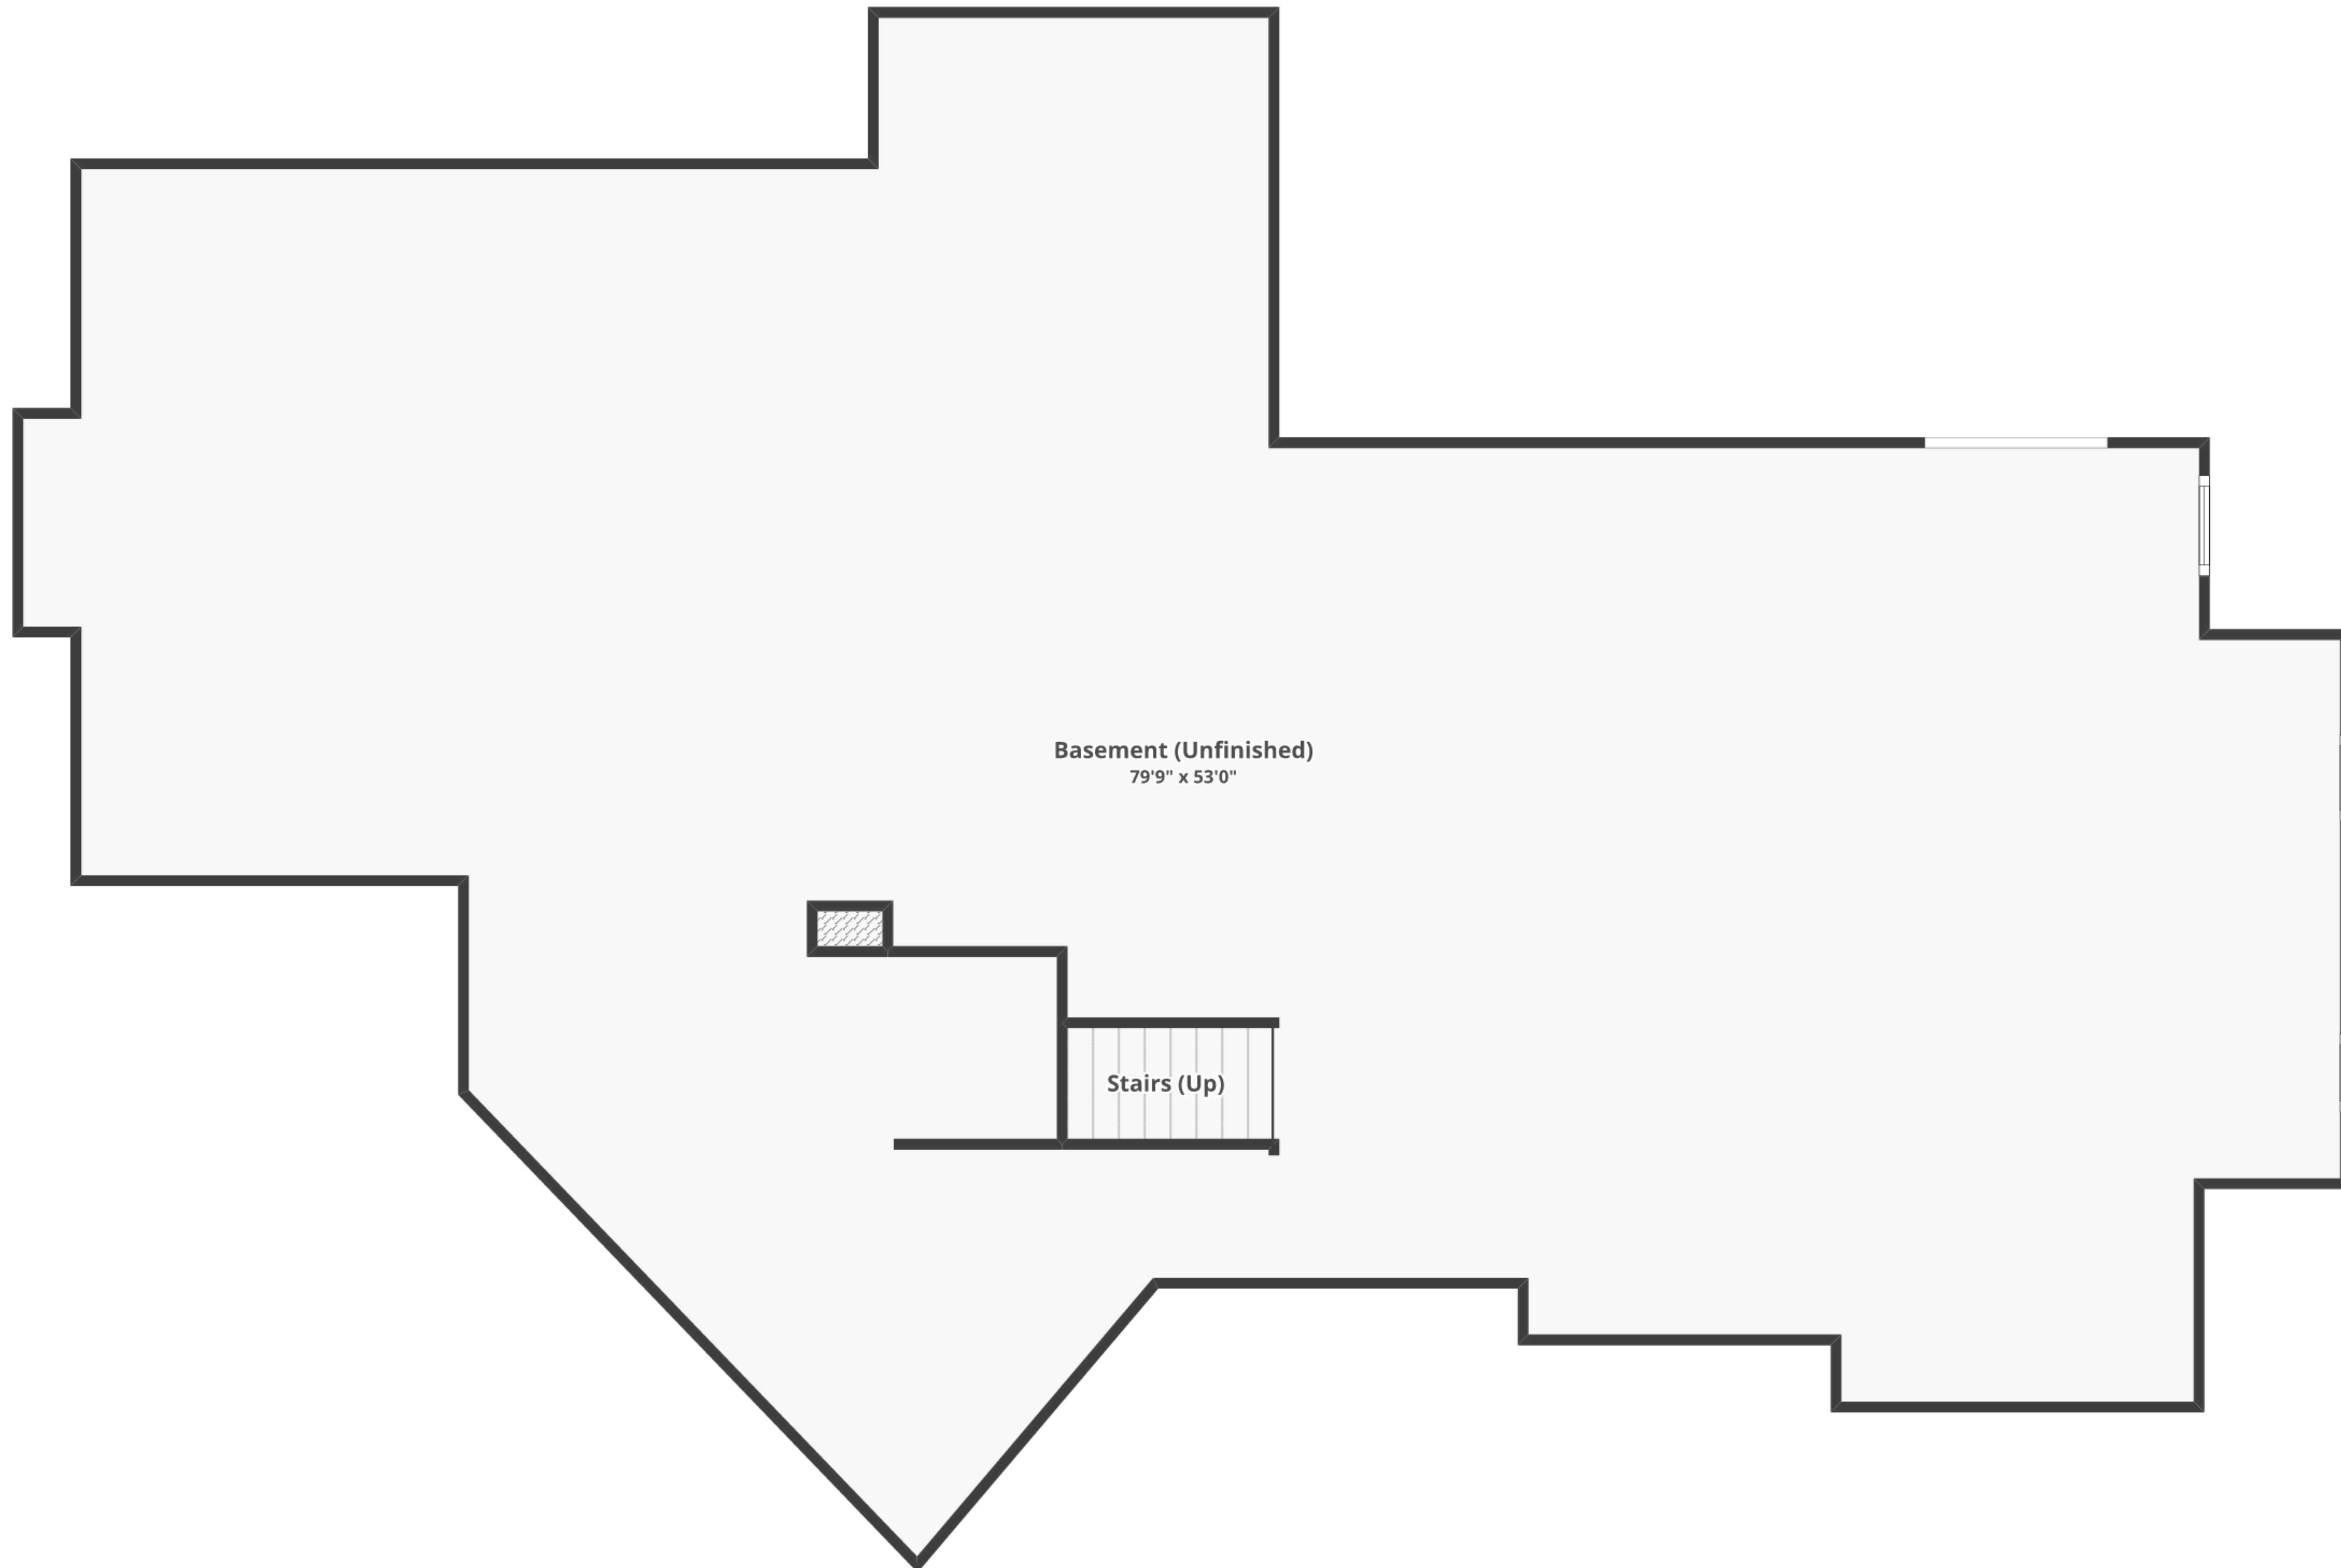 Basement (Unfinished)
79'9" x 53'0"
Stairs (Up)